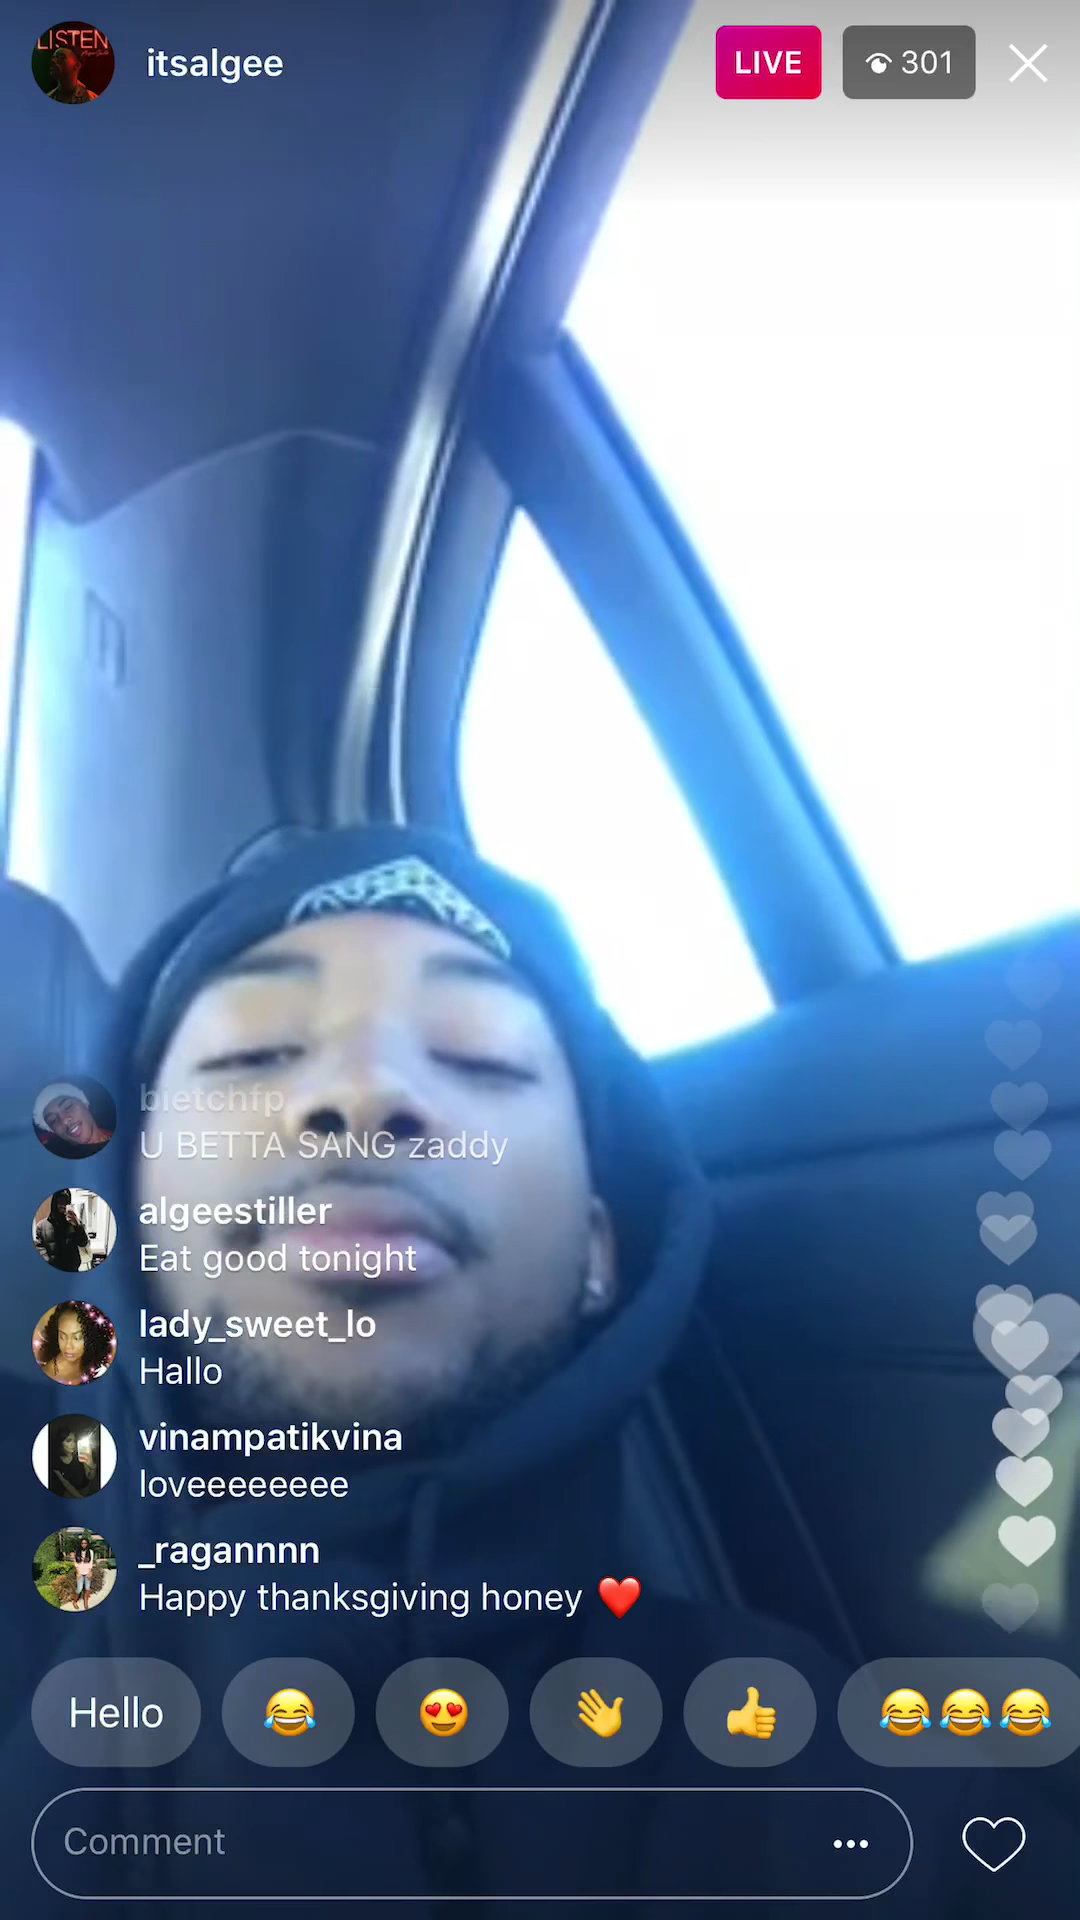 LISTEN
itsalgee
LIVE
301
bietchfp
U BETTA SANG zaddy
algeestiller
Eat good tonight
lady_sweet_lo
Hallo
vinampatikvina
loveeeeeeee
_ragannnn
Happy thanksgiving honey ❤️
Hello 😂 😍 👋 👍 😂😂😂
Comment